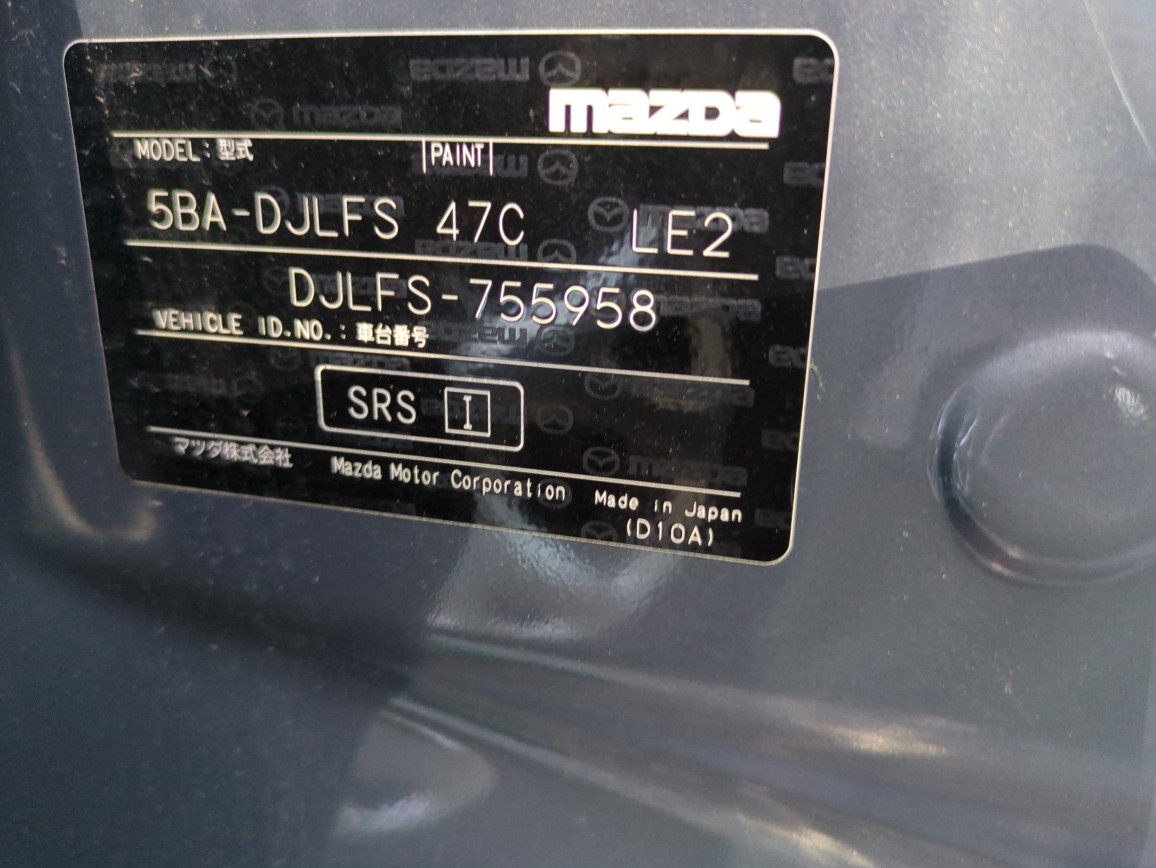 mazda
MODEL：型式 |PAINT|
5BA-DJLFS 47C LE2
DJLFS-755958
VEHICLE ID.NO.：車台番号
SRS I
マツダ株式会社 Mazda Motor Corporation Made in Japan
(D10A)